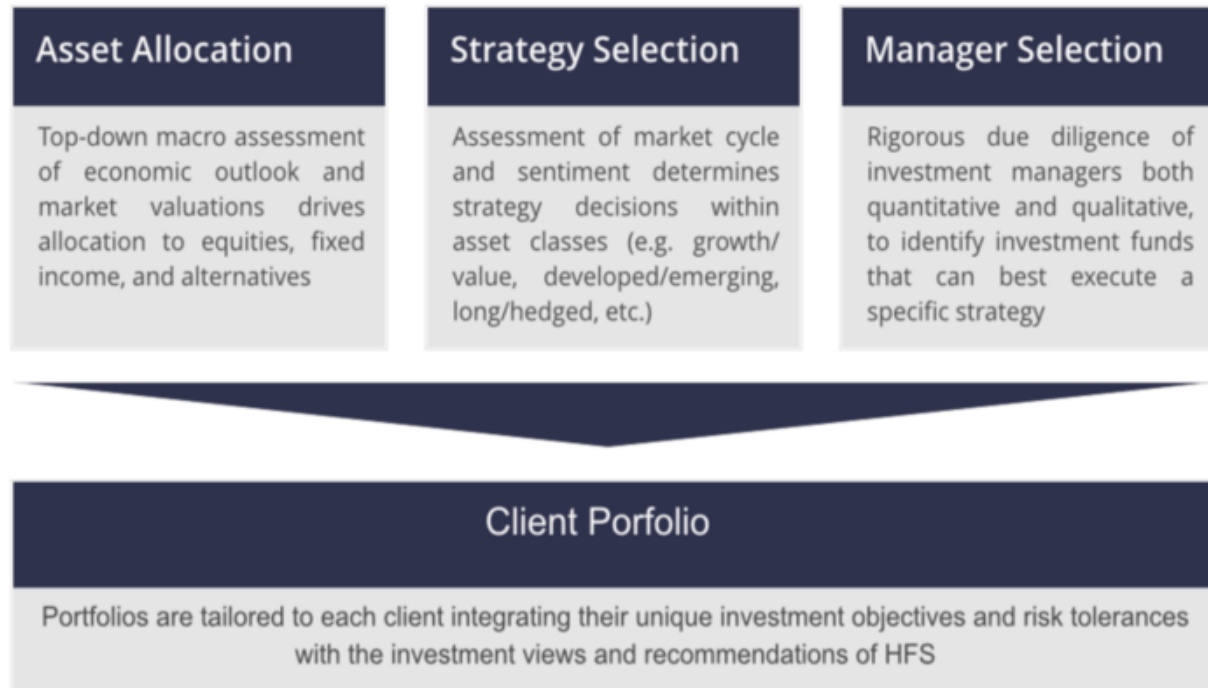 Asset Allocation
Top-down macro assessment
of economic outlook and
market valuations drives
allocation to equities, fixed
income, and alternatives
Strategy Selection
Assessment of market cycle
and sentiment determines
strategy decisions within
asset classes (e.g. growth/
value, developed/emerging,
long/hedged, etc.)
Manager Selection
Rigorous due diligence of
investment managers both
quantitative and qualitative,
to identify investment funds
that can best execute a
specific strategy
Client Porfolio
Portfolios are tailored to each client integrating their unique investment objectives and risk tolerances
with the investment views and recommendations of HFS